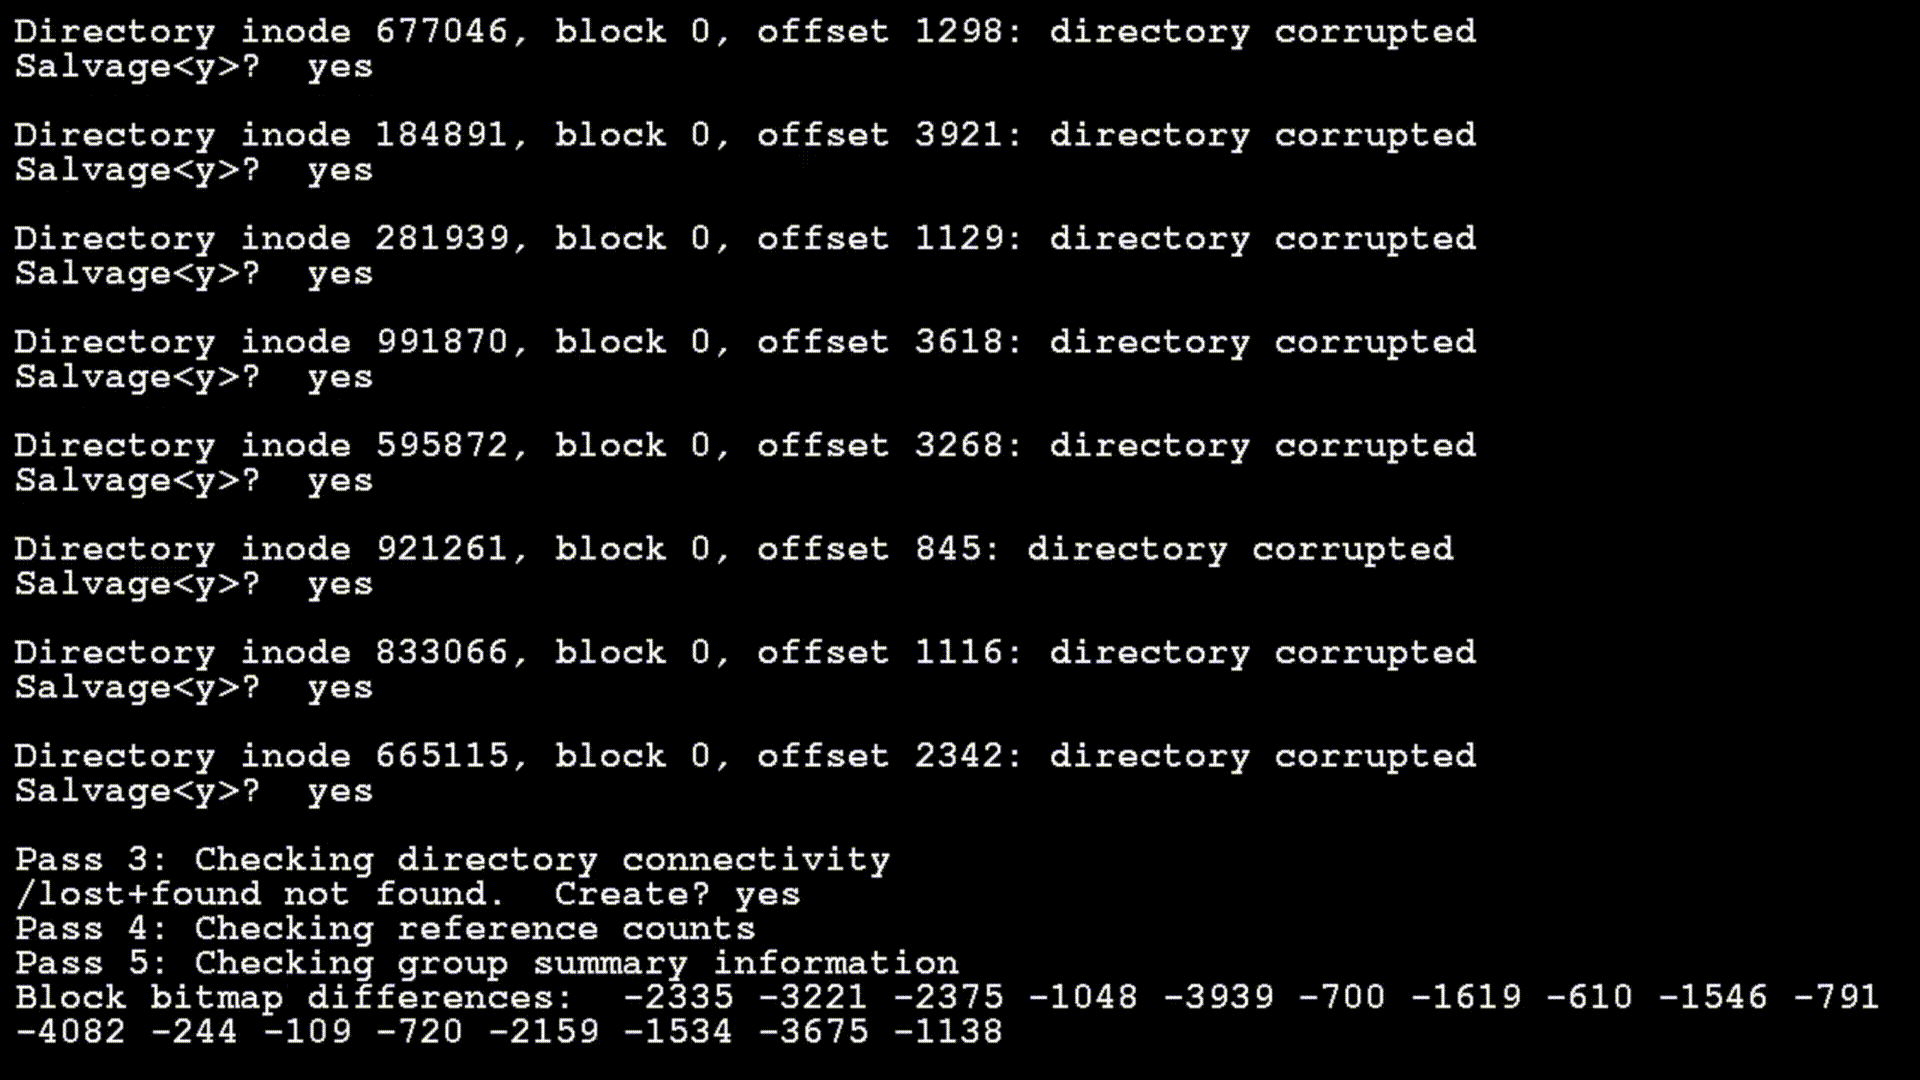 Directory inode 677046, block 0, offset 1298: directory corrupted
Salvage<y>?  yes
Directory inode 184891, block 0, offset 3921: directory corrupted
Salvage<y>?  yes
Directory inode 281939, block 0, offset 1129: directory corrupted
Salvage<y>?  yes
Directory inode 991870, block 0, offset 3618: directory corrupted
Salvage<y>?  yes
Directory inode 595872, block 0, offset 3268: directory corrupted
Salvage<y>?  yes
Directory inode 921261, block 0, offset 845: directory corrupted
Salvage<y>?  yes
Directory inode 833066, block 0, offset 1116: directory corrupted
Salvage<y>?  yes
Directory inode 665115, block 0, offset 2342: directory corrupted
Salvage<y>?  yes
Pass 3: Checking directory connectivity
/lost+found not found.  Create? yes
Pass 4: Checking reference counts
Pass 5: Checking group summary information
Block bitmap differences:  -2335 -3221 -2375 -1048 -3939 -700 -1619 -610 -1546 -791
-4082 -244 -109 -720 -2159 -1534 -3675 -1138